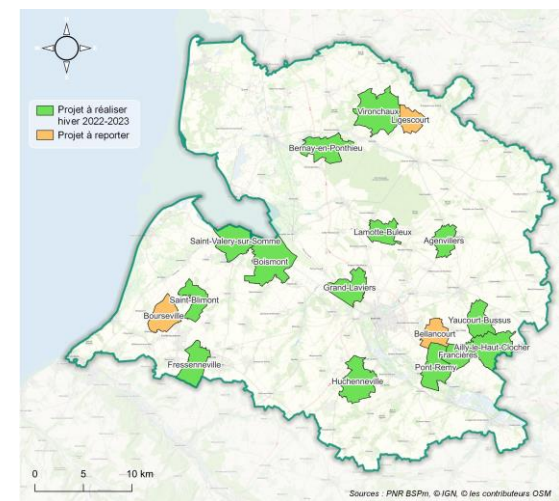 Projet à réaliser
hiver 2022-2023
Projet à reporter
Vironchaux
Ligescourt
Bernay-en-Ponthieu
Lamotte-Buleux
Saint-Valery-sur-Somme
Agenvillers
Boismont
Grand-Laviers
Saint-Blimont
Bourseville
Yaucourt-Bussus
Bellancourt
Ailly-le-Haut-Clocher
Francières
Fressenneville
Pont-Remy
Huchenneville
0 5 10 km
Sources : PNR BSPm, © IGN, © les contributeurs OSM